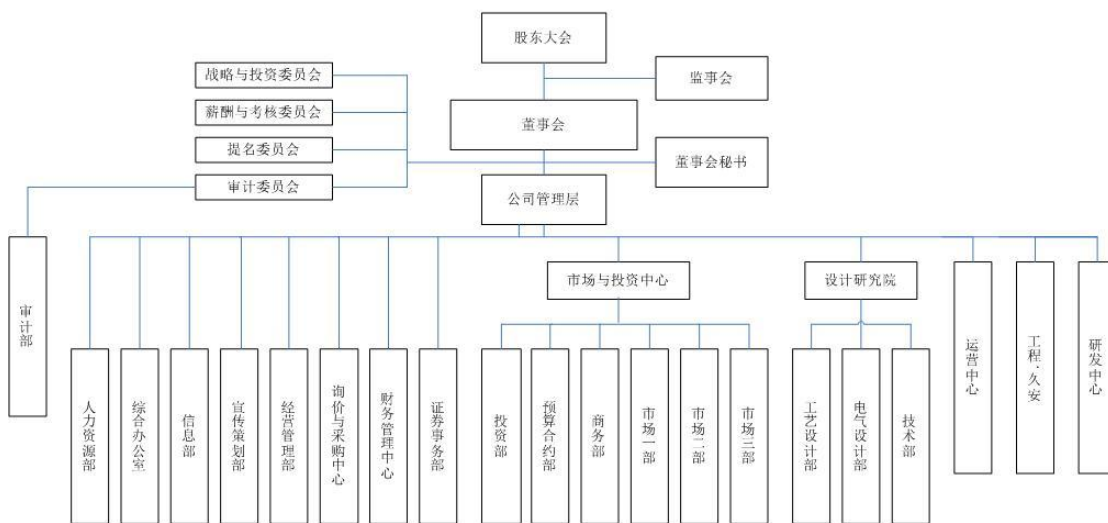 股东大会
战略与投资委员会
监事会
薪酬与考核委员会
董事会
提名委员会
董事会秘书
审计委员会
公司管理层
市场与投资中心
设计研究院
审计部
运营中心
工程·久安
研发中心
人力资源部
综合办公室
信息部
宣传策划部
经营管理部
询价与采购中心
财务管理中心
证券事务部
投资部
预算合约部
商务部
市场一部
市场二部
市场三部
工艺设计部
电气设计部
技术部